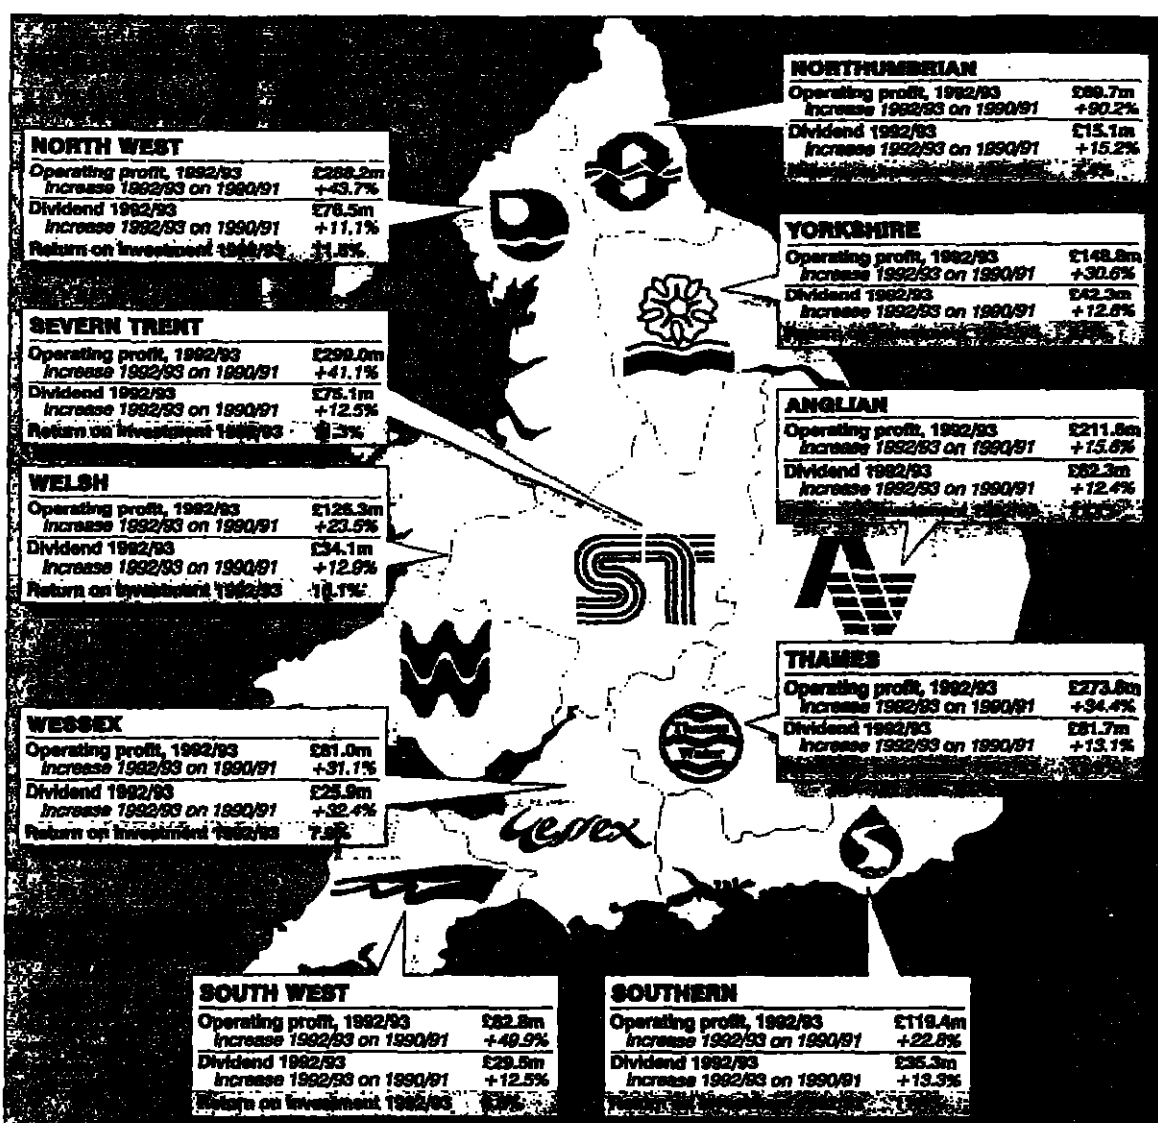 NORTHUMBRIAN
Operating profit, 1992/93 £69.7m
Increase 1992/93 on 1990/91 +90.2%
Dividend 1992/93 £15.1m
Increase 1992/93 on 1990/91 +15.2%
NORTH WEST
Operating profit, 1992/93
Increase 1992/93 on 1990/91 +43.7%
Dividend 1992/93 £76.5m
Increase 1992/93 on 1990/91 +11.1%
Return on Investment 1992/93
YORKSHIRE
Operating profit, 1992/93
Increase 1992/93 on 1990/91 +30.6%
Dividend 1992/93 £42.3m
Increase 1992/93 on 1990/91
SEVERN TRENT
Operating profit, 1992/93 £299.0m
Increase 1992/93 on 1990/91 +41.1%
Dividend 1992/93 £75.1m
Increase 1992/93 on 1990/91 +12.5%
Return on Investment 1992/93
ANGLIAN
Operating profit, 1992/93
Increase 1992/93 on 1990/91
Dividend 1992/93
Increase 1992/93 on 1990/91 +12.4%
WELSH
Operating profit, 1992/93 £126.3m
Increase 1992/93 on 1990/91 +23.5%
Dividend 1992/93 £34.1m
Increase 1992/93 on 1990/91
Return on Investment 1992/93 10.1%
ST
THAMES
Operating profit, 1992/93
Increase 1992/93 on 1990/91 +34.4%
Dividend 1992/93
Increase 1992/93 on 1990/91 +13.1%
Thames
Water
WESSEX
Operating profit, 1992/93
Increase 1992/93 on 1990/91 +31.1%
Dividend 1992/93 £25.9m
Increase 1992/93 on 1990/91 +32.4%
Return on Investment 1992/93
Wessex
SOUTH WEST
Operating profit, 1992/93
Increase 1992/93 on 1990/91 +49.9%
Dividend 1992/93 £29.5m
Increase 1992/93 on 1990/91 +12.5%
Return on Investment 1992/93
SOUTHERN
Operating profit, 1992/93 £119.4m
Increase 1992/93 on 1990/91 +22.8%
Dividend 1992/93 £35.3m
Increase 1992/93 on 1990/91 +13.3%